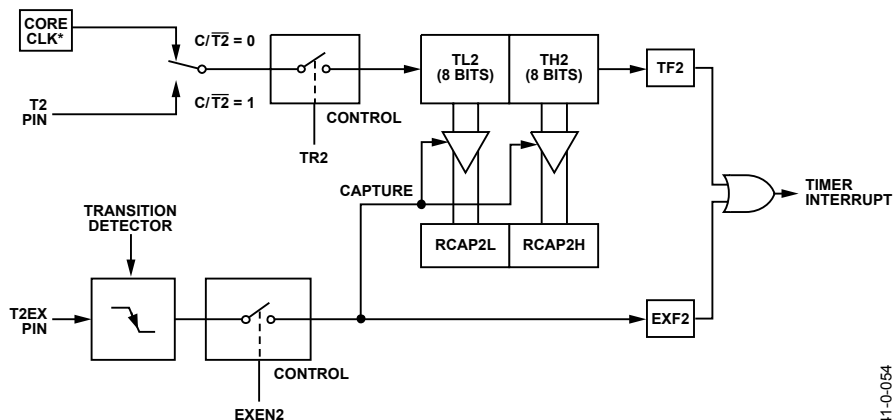 CORE
CLK*
C/T2 = 0
C/T2 = 1
T2
PIN
CONTROL
TR2
TL2
(8 BITS)
TH2
(8 BITS)
TF2
CAPTURE
TRANSITION
DETECTOR
RCAP2L
RCAP2H
TIMER
INTERRUPT
T2EX
PIN
EXF2
CONTROL
EXEN2